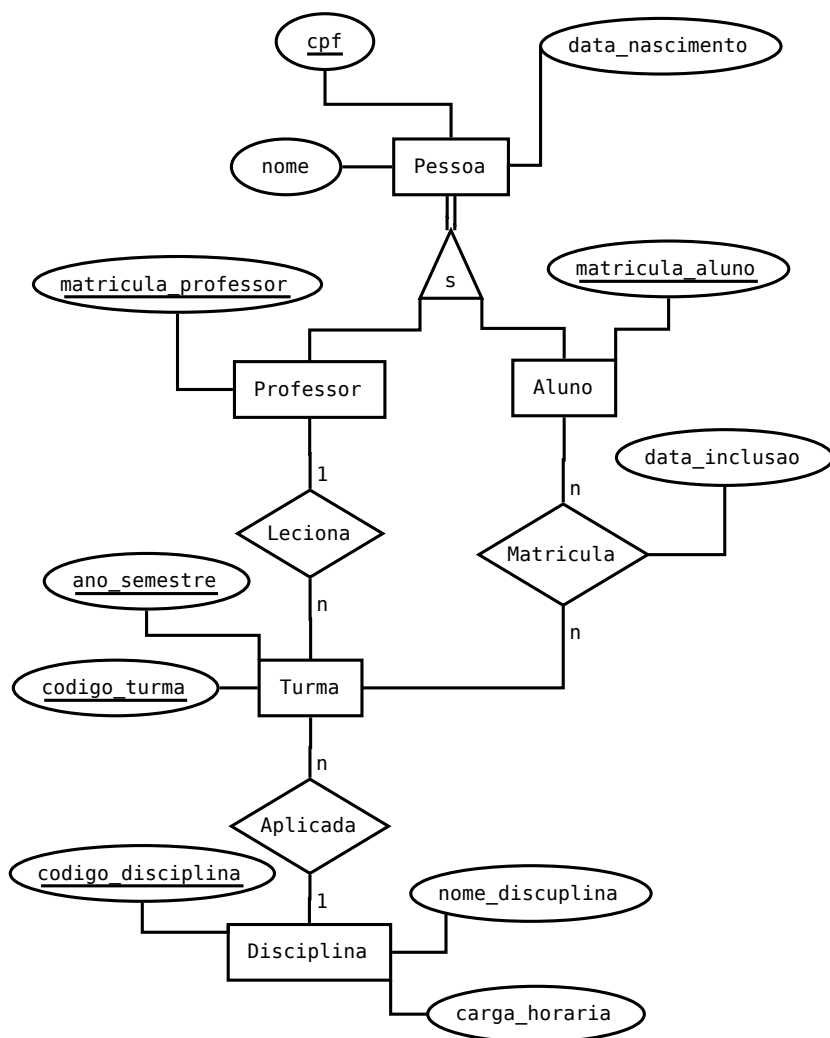 cpf
data_nascimento
nome
Pessoa
s
matricula_professor
matricula_aluno
Professor
Aluno
1
n
data_inclusao
Leciona
Matricula
ano_semestre
n
n
codigo_turma
Turma
n
Aplicada
codigo_disciplina
1
nome_discuplina
Disciplina
carga_horaria